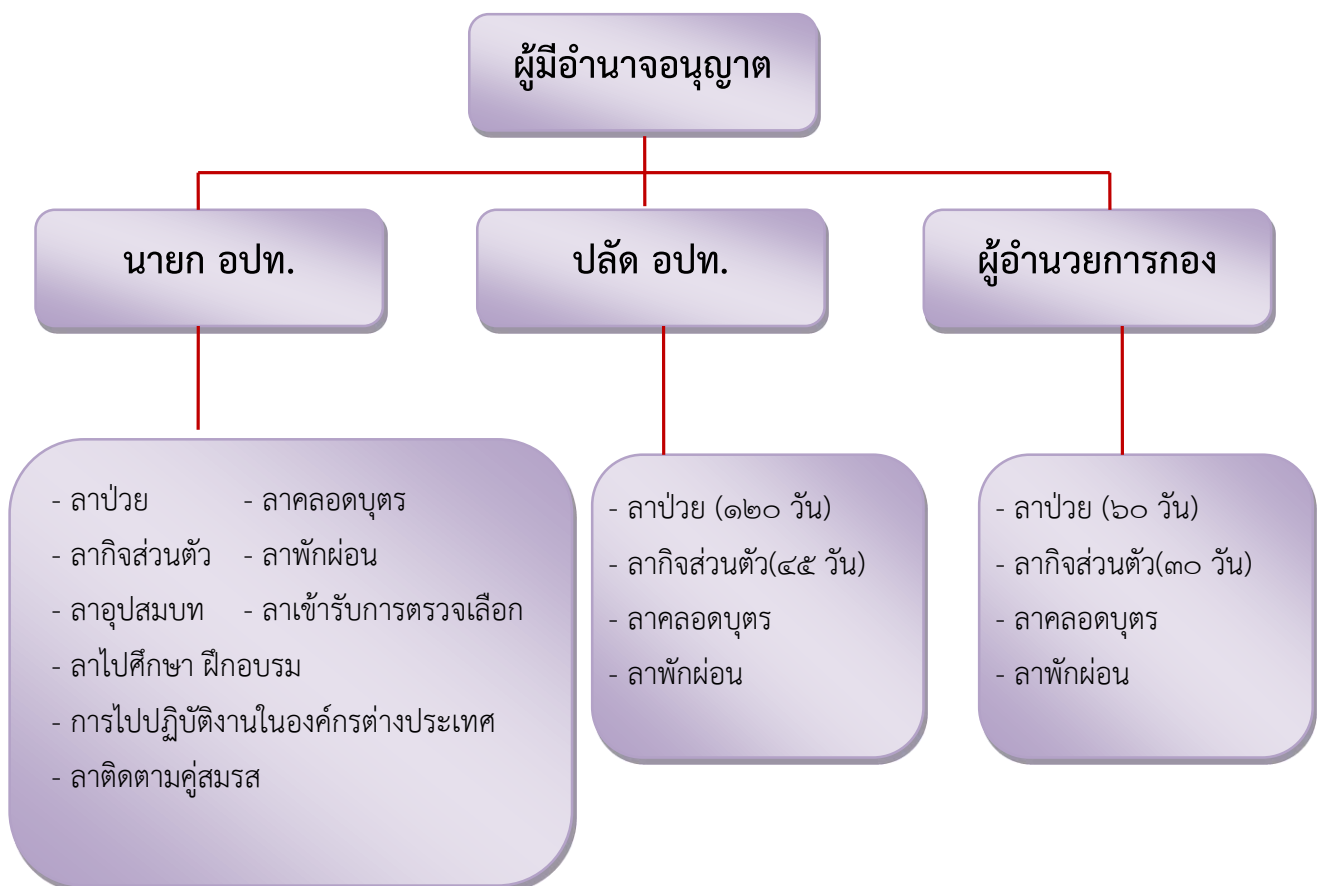 ผู้มีอำนาจอนุญาต
นายก อปท.
ปลัด อปท.
ผู้อำนวยการกอง
- ลาป่วย - ลาคลอดบุตร
- ลากิจส่วนตัว - ลาพักผ่อน
- ลาอุปสมบท - ลาเข้ารับการตรวจเลือก
- ลาไปศึกษา ฝึกอบรม
- การไปปฏิบัติงานในองค์กรต่างประเทศ
- ลาติดตามคู่สมรส
- ลาป่วย (๑๒๐ วัน)
- ลากิจส่วนตัว(๔๕ วัน)
- ลาคลอดบุตร
- ลาพักผ่อน
- ลาป่วย (๖๐ วัน)
- ลากิจส่วนตัว(๓๐ วัน)
- ลาคลอดบุตร
- ลาพักผ่อน